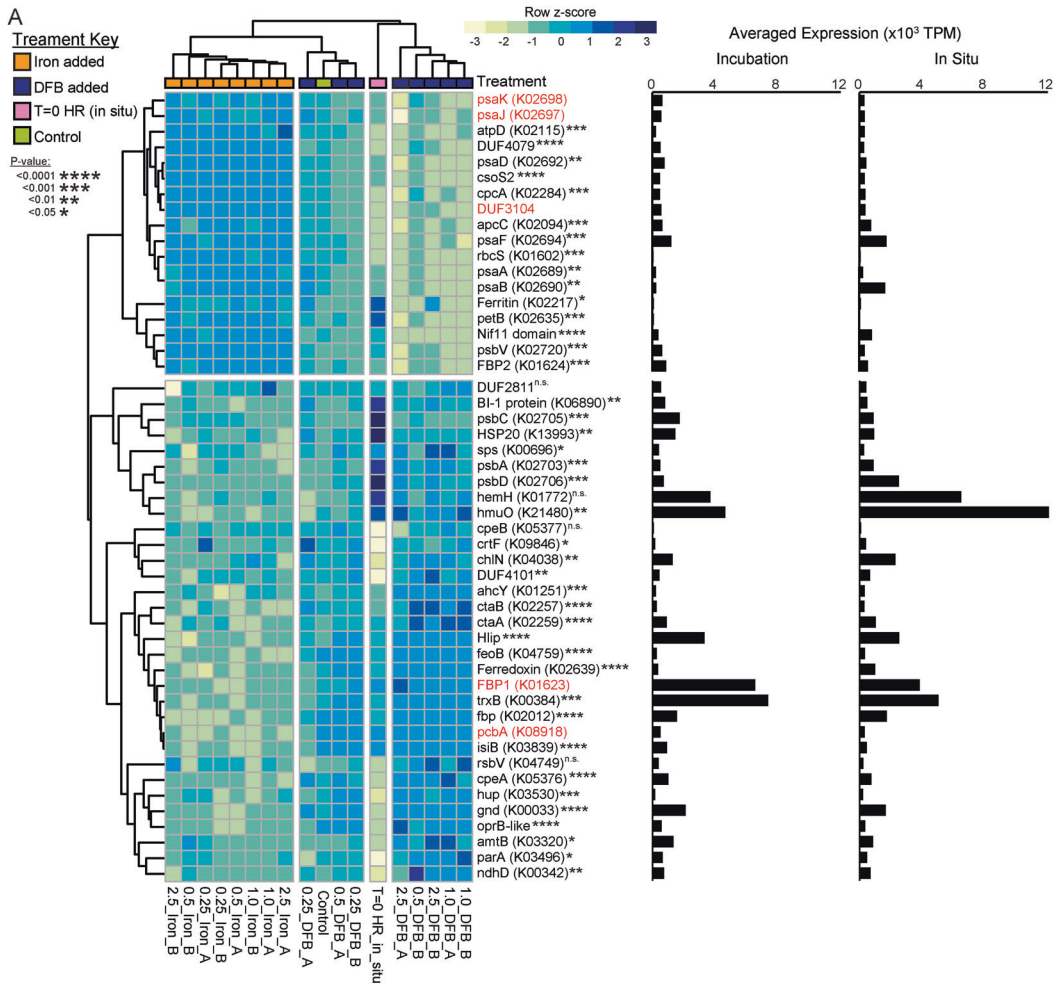 A
Treament Key
Iron added
DFB added
T=0 HR (in situ)
Control
P-value:
<0.0001 ****
<0.001 ***
<0.01 **
<0.05 *
Row z-score
-3 -2 -1 0 1 2 3
Averaged Expression (x10³ TPM)
Incubation
In Situ
0 4 8 12
0 4 8 12
Treatment
psaK (K02698)
psaJ (K02697)
atpD (K02115)***
DUF4079****
psaD (K02692)**
csoS2****
cpcA (K02284)***
DUF3104
apcC (K02094)***
psaF (K02694)***
rbcS (K01602)***
psaA (K02689)**
psaB (K02690)**
Ferritin (K02217)*
petB (K02635)***
Nif11 domain****
psbV (K02720)***
FBP2 (K01624)***
DUF2811n.s.
BI-1 protein (K06890)**
psbC (K02705)***
HSP20 (K13993)**
sps (K00696)*
psbA (K02703)***
psbD (K02706)***
hemH (K01772)n.s.
hmuO (K21480)**
cpeB (K05377)n.s.
crtF (K09846)*
chlN (K04038)**
DUF4101**
ahcY (K01251)***
ctaB (K02257)****
ctaA (K02259)****
Hlip****
feoB (K04759)****
Ferredoxin (K02639)****
FBP1 (K01623)
trxB (K00384)***
fbp (K02012)****
pcbA (K08918)
isiB (K03839)****
rsbV (K04749)n.s.
cpeA (K05376)****
hup (K03530)***
gnd (K00033)****
oprB-like****
amtB (K03320)*
parA (K03496)*
ndhD (K00342)**
2.5_Iron_B
0.5_Iron_B
0.25_Iron_A
0.25_Iron_B
0.5_Iron_A
1.0_Iron_B
1.0_Iron_A
2.5_Iron_A
0.25_DFB_A
Control
0.5_DFB_A
0.25_DFB_B
T=0 HR_in_situ
2.5_DFB_A
0.5_DFB_B
2.5_DFB_B
1.0_DFB_A
1.0_DFB_B